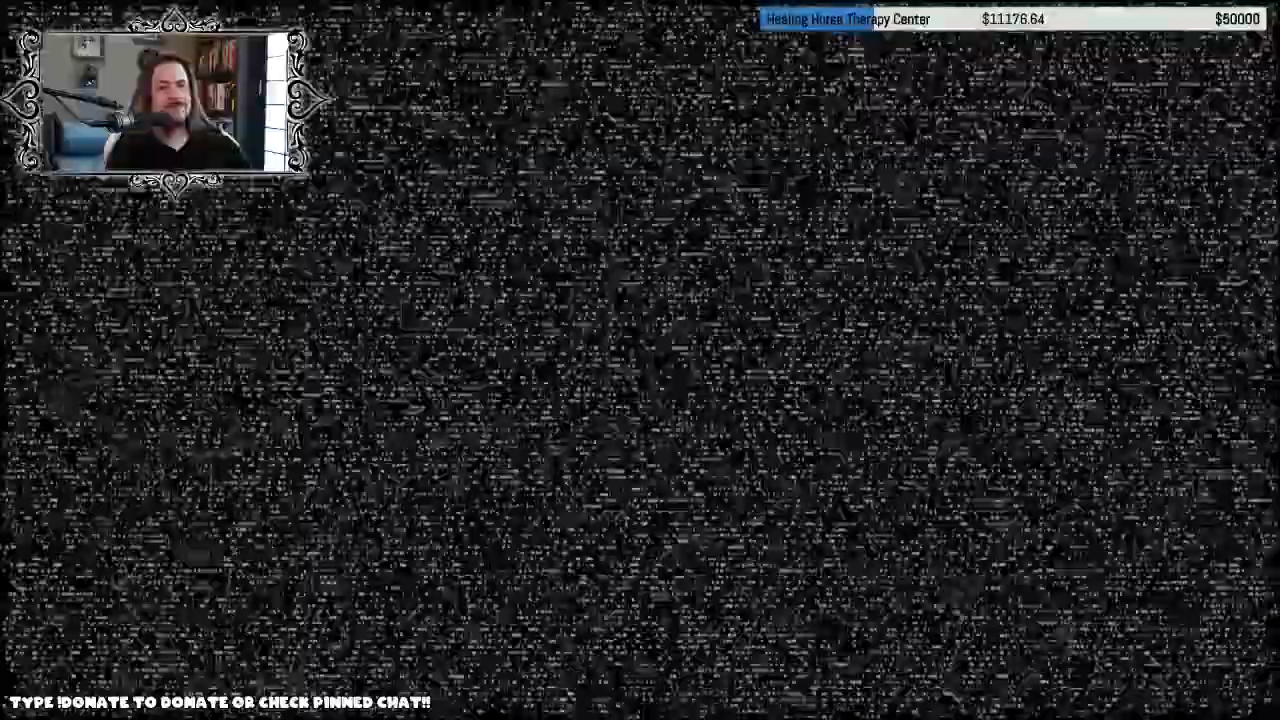 Healing Horse Therapy Center $11176.64 $50000
TYPE !DONATE TO DONATE OR CHECK PINNED CHAT!!